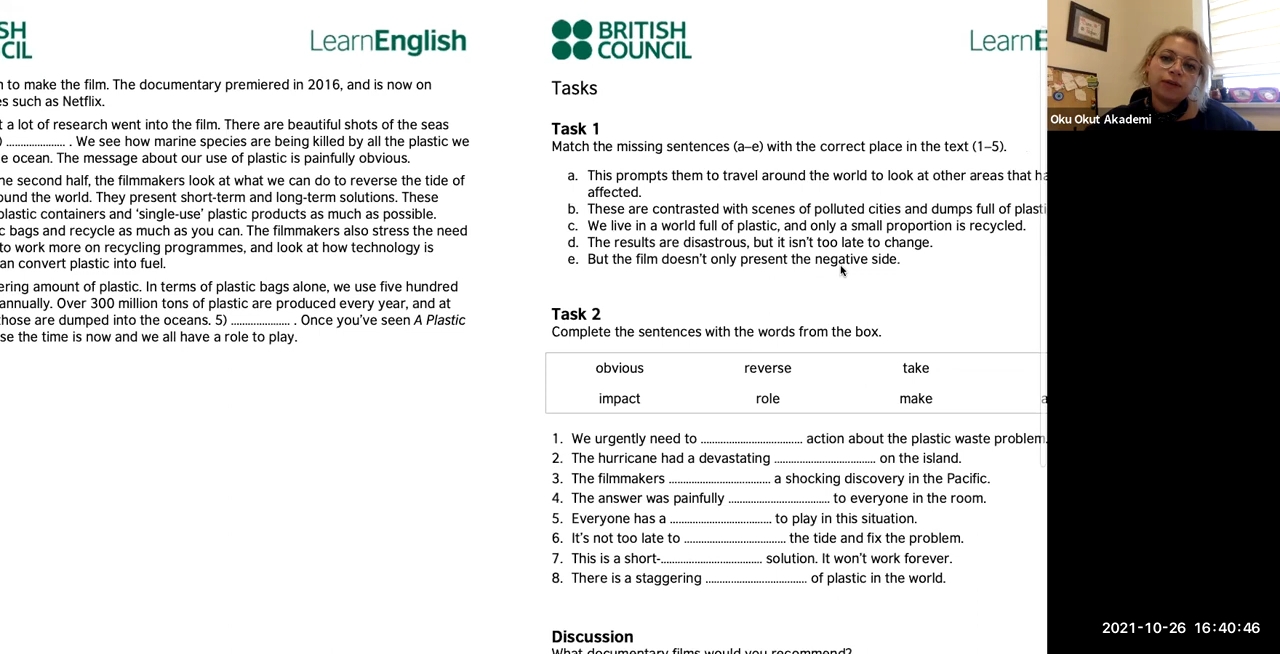 SH
CIL
LearnEnglish
n to make the film. The documentary premiered in 2016, and is now on
es such as Netflix.
t a lot of research went into the film. There are beautiful shots of the seas
) ..................... . We see how marine species are being killed by all the plastic we
e ocean. The message about our use of plastic is painfully obvious.
ne second half, the filmmakers look at what we can do to reverse the tide of
ound the world. They present short-term and long-term solutions. These
plastic containers and ‘single-use’ plastic products as much as possible.
c bags and recycle as much as you can. The filmmakers also stress the need
to work more on recycling programmes, and look at how technology is
an convert plastic into fuel.
ering amount of plastic. In terms of plastic bags alone, we use five hundred
annually. Over 300 million tons of plastic are produced every year, and at
those are dumped into the oceans. 5) ..................... . Once you’ve seen A Plastic
se the time is now and we all have a role to play.
BRITISH
COUNCIL
LearnE
Tasks
Task 1
Match the missing sentences (a–e) with the correct place in the text (1–5).
a. This prompts them to travel around the world to look at other areas that ha
affected.
b. These are contrasted with scenes of polluted cities and dumps full of plasti
c. We live in a world full of plastic, and only a small proportion is recycled.
d. The results are disastrous, but it isn’t too late to change.
e. But the film doesn’t only present the negative side.
Task 2
Complete the sentences with the words from the box.
obvious reverse take
impact role make a
1. We urgently need to .................................. action about the plastic waste problem.
2. The hurricane had a devastating .................................. on the island.
3. The filmmakers .................................. a shocking discovery in the Pacific.
4. The answer was painfully .................................. to everyone in the room.
5. Everyone has a .................................. to play in this situation.
6. It’s not too late to .................................. the tide and fix the problem.
7. This is a short-.................................. solution. It won’t work forever.
8. There is a staggering .................................. of plastic in the world.
Discussion
What documentary films would you recommend?
Oku Okut Akademi
2021-10-26 16:40:46